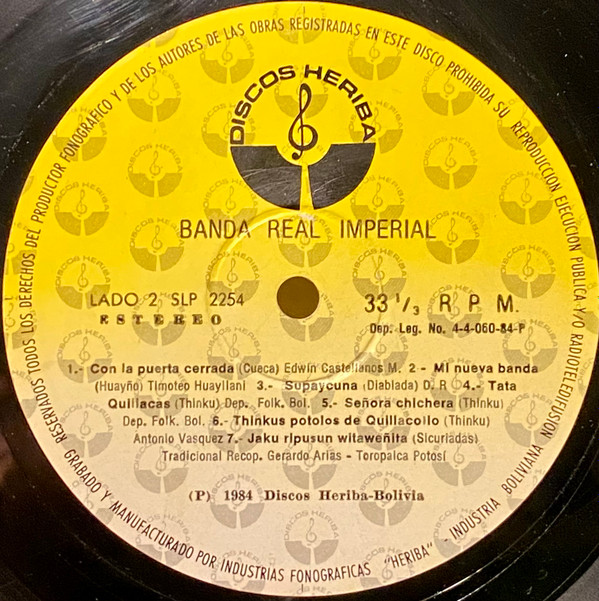 RESERVADOS TODOS LOS DERECHOS DEL PRODUCTOR FONOGRAFICO Y DE LOS AUTORES DE LAS OBRAS REGISTRADAS EN ESTE DISCO PROHIBIDA SU REPRODUCCION EJECUCION PUBLICA Y/O RADIOTELEDIFUSION
DISCOS HERIBA
BANDA REAL IMPERIAL
LADO 2, SLP 2254
ESTEREO
33 1/3 R. P. M.
Dep. Leg. No. 4-4-060-84-P
1.- Con la puerta cerrada (Cueca) Edwin Castellanos M. 2 - Mi nueva banda
(Huayño) Timoteo Huayllani 3.- Supaycuna (Diablada) D. R 4.- Tata
Quillacas (Thinku) Dep. Folk. Bol. 5.- Señora chichera (Thinku)
Dep. Folk. Bol. 6.- Thinkus potolos de Quillacollo (Thinku)
Antonio Vasquez 7.- Jaku ripusun witaweñita (Sicuriadas)
Tradicional Recop. Gerardo Arias - Toropalca Potosí
(P) 1984 Discos Heriba-Bolivia
GRABADO Y MANUFACTURADO POR INDUSTRIAS FONOGRAFICAS "HERIBA" - INDUSTRIA BOLIVIANA